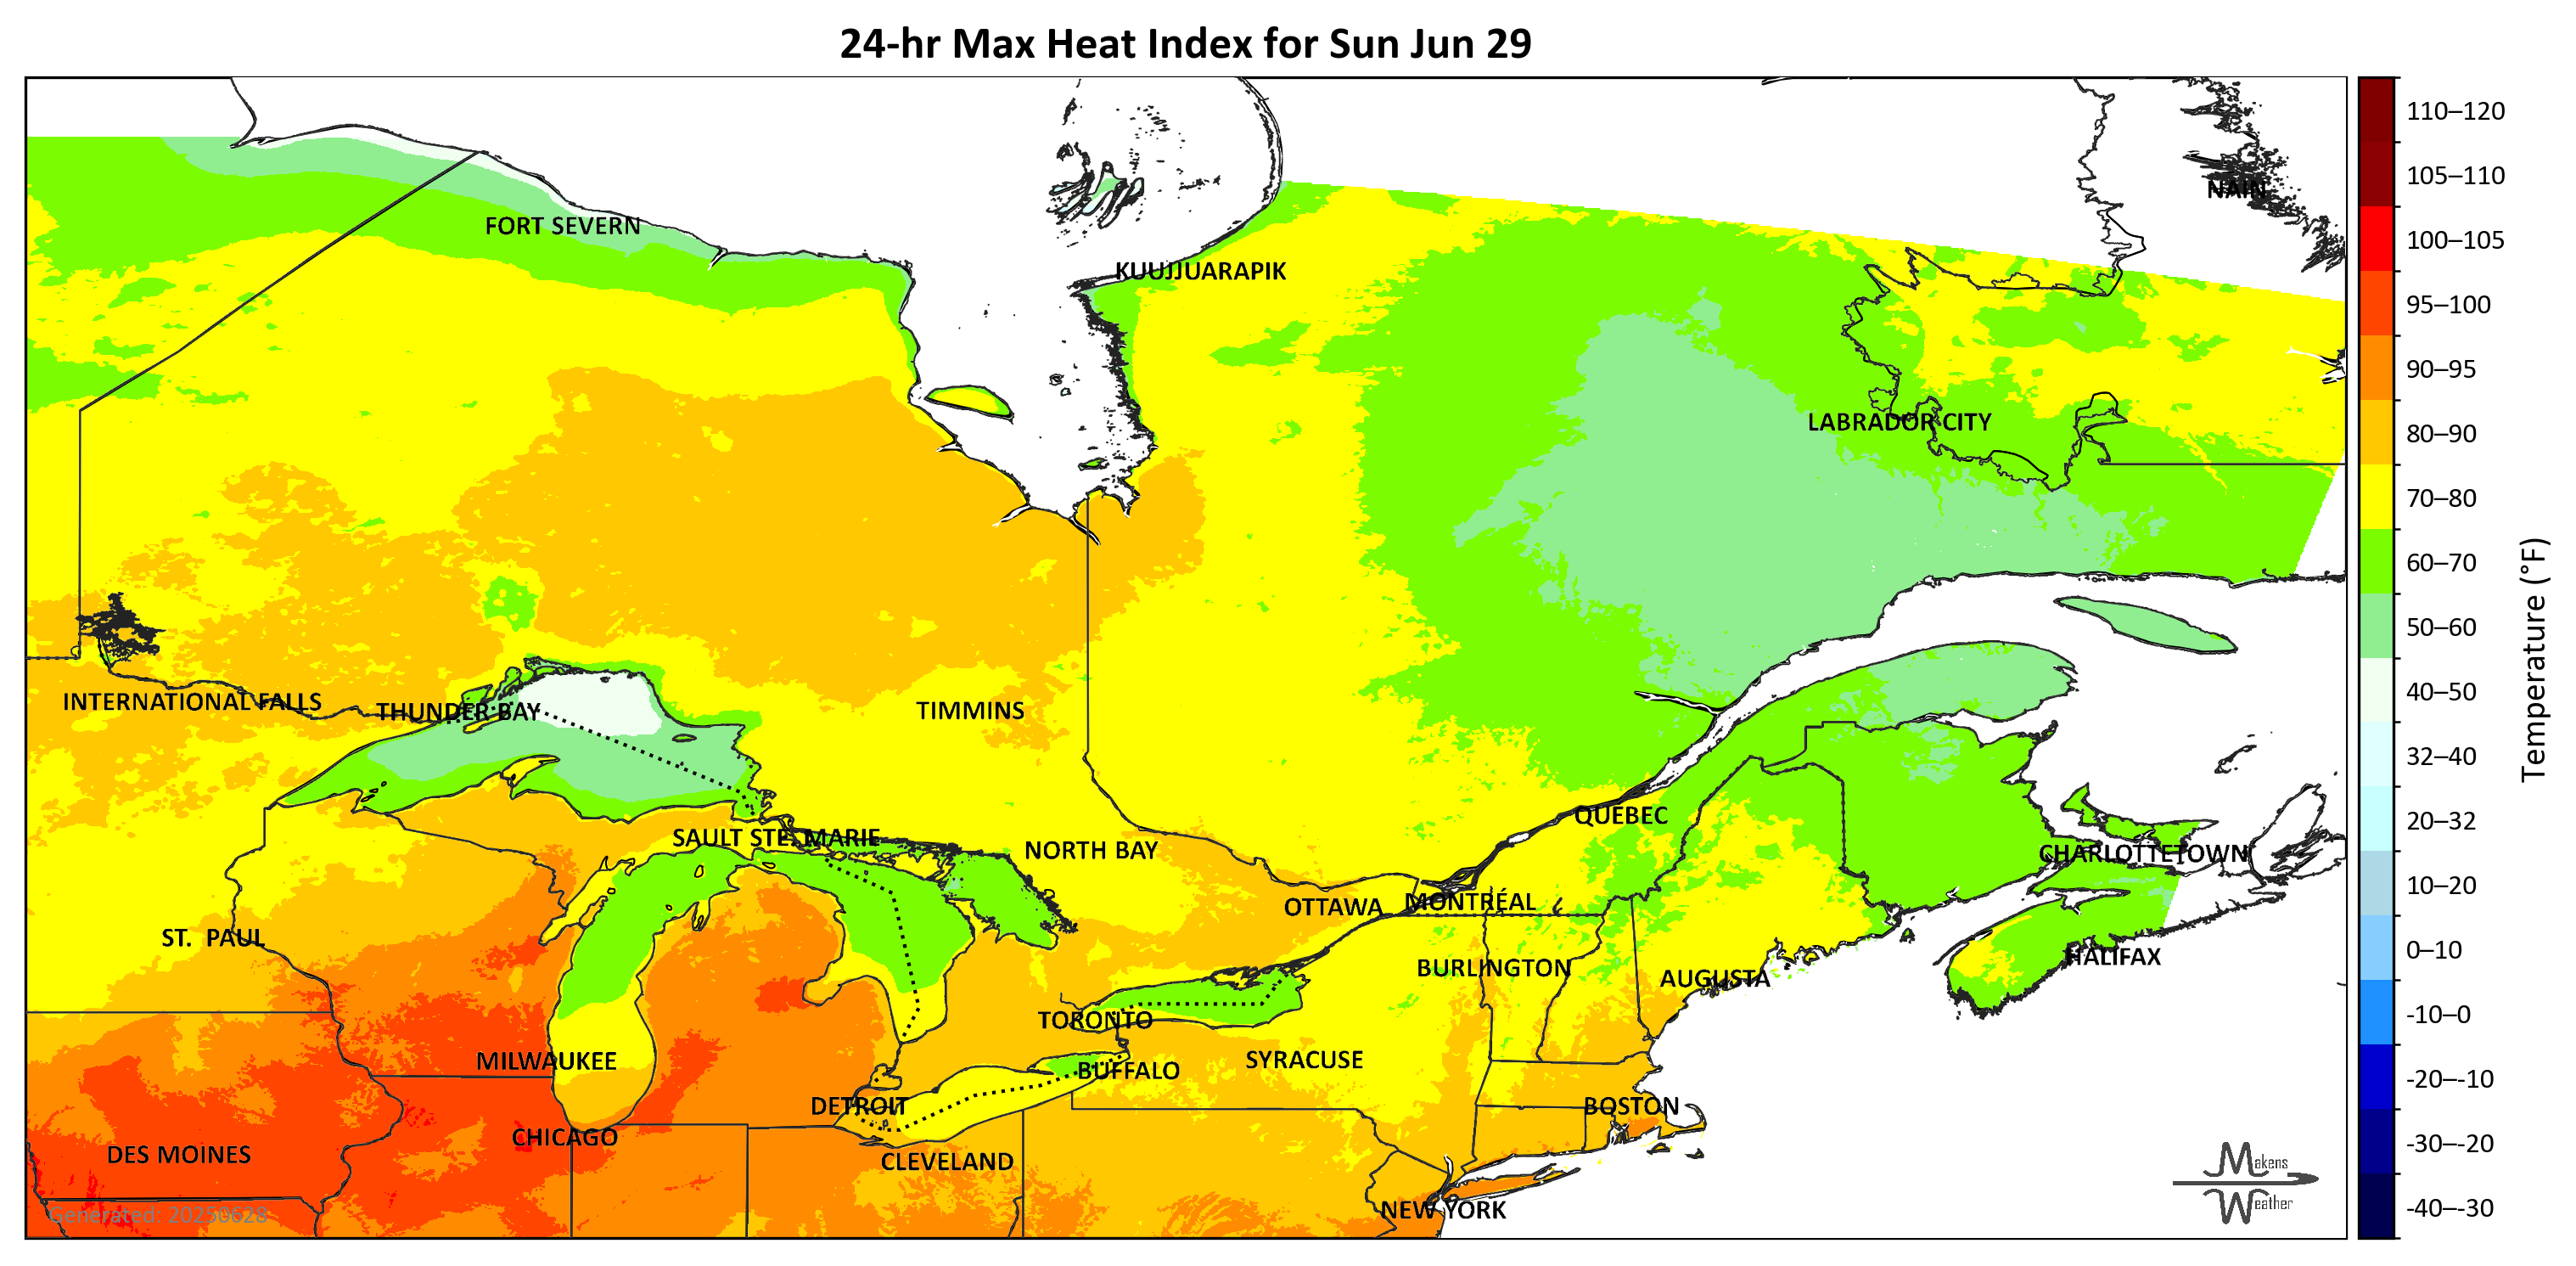 24-hr Max Heat Index for Sun Jun 29
110–120
105–110
NAIN
FORT SEVERN
100–105
KUUJJUARAPIK
95–100
90–95
LABRADOR CITY
80–90
70–80
60–70
50–60
Temperature (°F)
40–50
INTERNATIONAL FALLS
THUNDER BAY
TIMMINS
32–40
QUEBEC
20–32
SAULT STE. MARIE
NORTH BAY
CHARLOTTETOWN
10–20
OTTAWA
MONTRÉAL
ST. PAUL
0–10
HALIFAX
BURLINGTON
AUGUSTA
-10–0
TORONTO
MILWAUKEE
SYRACUSE
BUFFALO
-20–-10
DETROIT
BOSTON
CHICAGO
-30–-20
DES MOINES
CLEVELAND
Makens
Weather
-40–-30
NEW YORK
Generated: 20250628